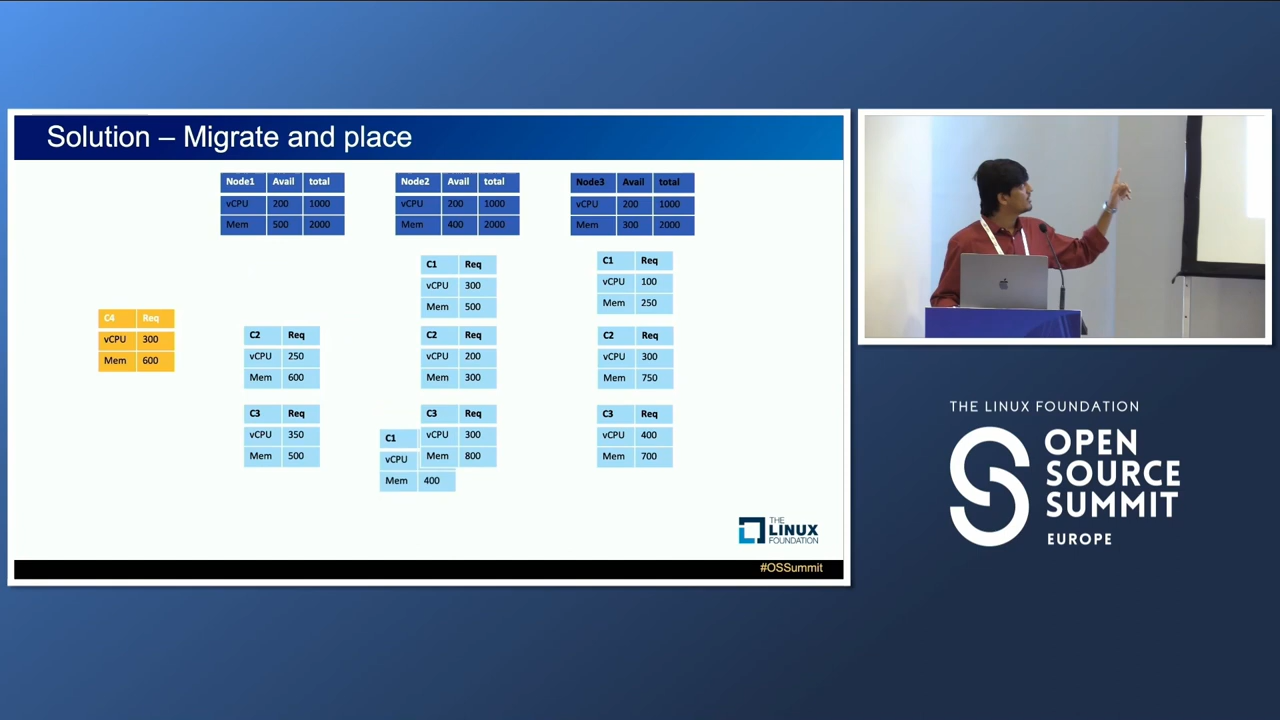 Solution – Migrate and place
Node1 Avail total
vCPU 200 1000
Mem 500 2000
Node2 Avail total
vCPU 200 1000
Mem 400 2000
Node3 Avail total
vCPU 200 1000
Mem 300 2000
C4 Req
vCPU 300
Mem 600
C2 Req
vCPU 250
Mem 600
C3 Req
vCPU 350
Mem 500
C1 Req
vCPU 300
Mem 500
C2 Req
vCPU 200
Mem 300
C3 Req
vCPU 300
Mem 800
C1
vCPU
Mem 400
C1 Req
vCPU 100
Mem 250
C2 Req
vCPU 300
Mem 750
C3 Req
vCPU 400
Mem 700
THE
LINUX
FOUNDATION
#OSSummit
THE LINUX FOUNDATION
OPEN
SOURCE
SUMMIT
EUROPE